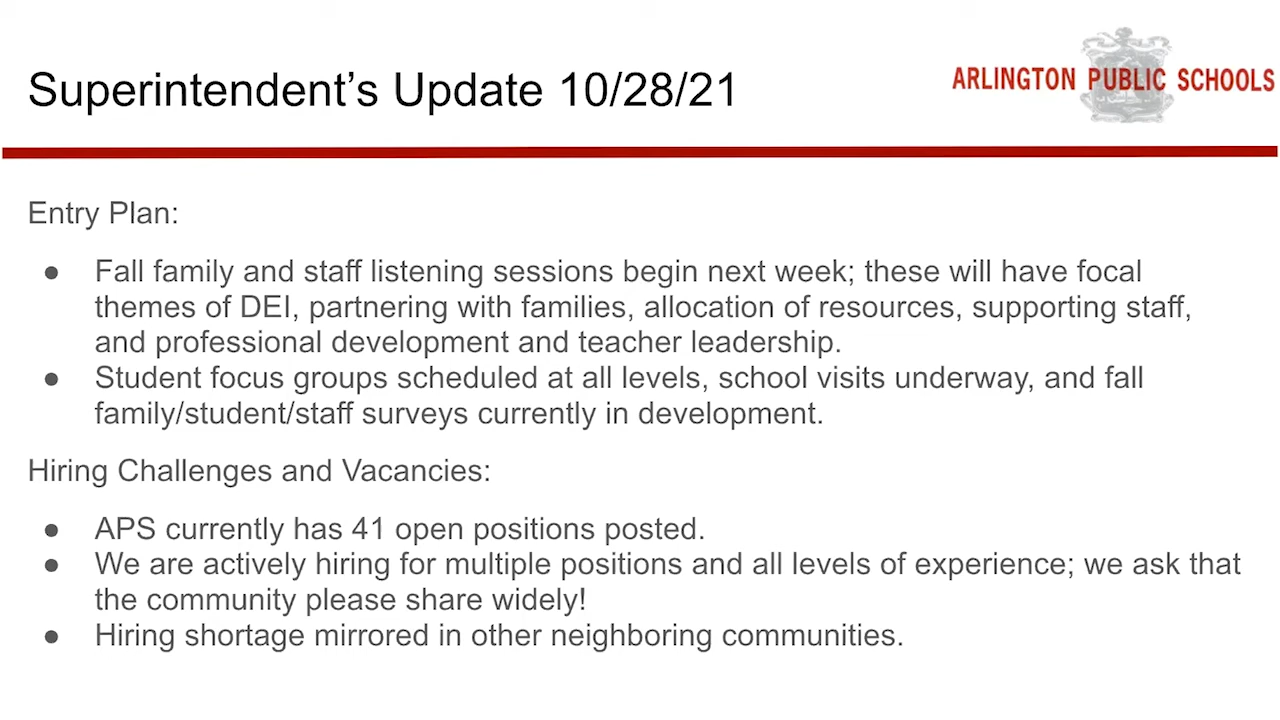 Superintendent’s Update 10/28/21
ARLINGTON PUBLIC SCHOOLS
Entry Plan:
● Fall family and staff listening sessions begin next week; these will have focal
themes of DEI, partnering with families, allocation of resources, supporting staff,
and professional development and teacher leadership.
● Student focus groups scheduled at all levels, school visits underway, and fall
family/student/staff surveys currently in development.
Hiring Challenges and Vacancies:
● APS currently has 41 open positions posted.
● We are actively hiring for multiple positions and all levels of experience; we ask that
the community please share widely!
● Hiring shortage mirrored in other neighboring communities.